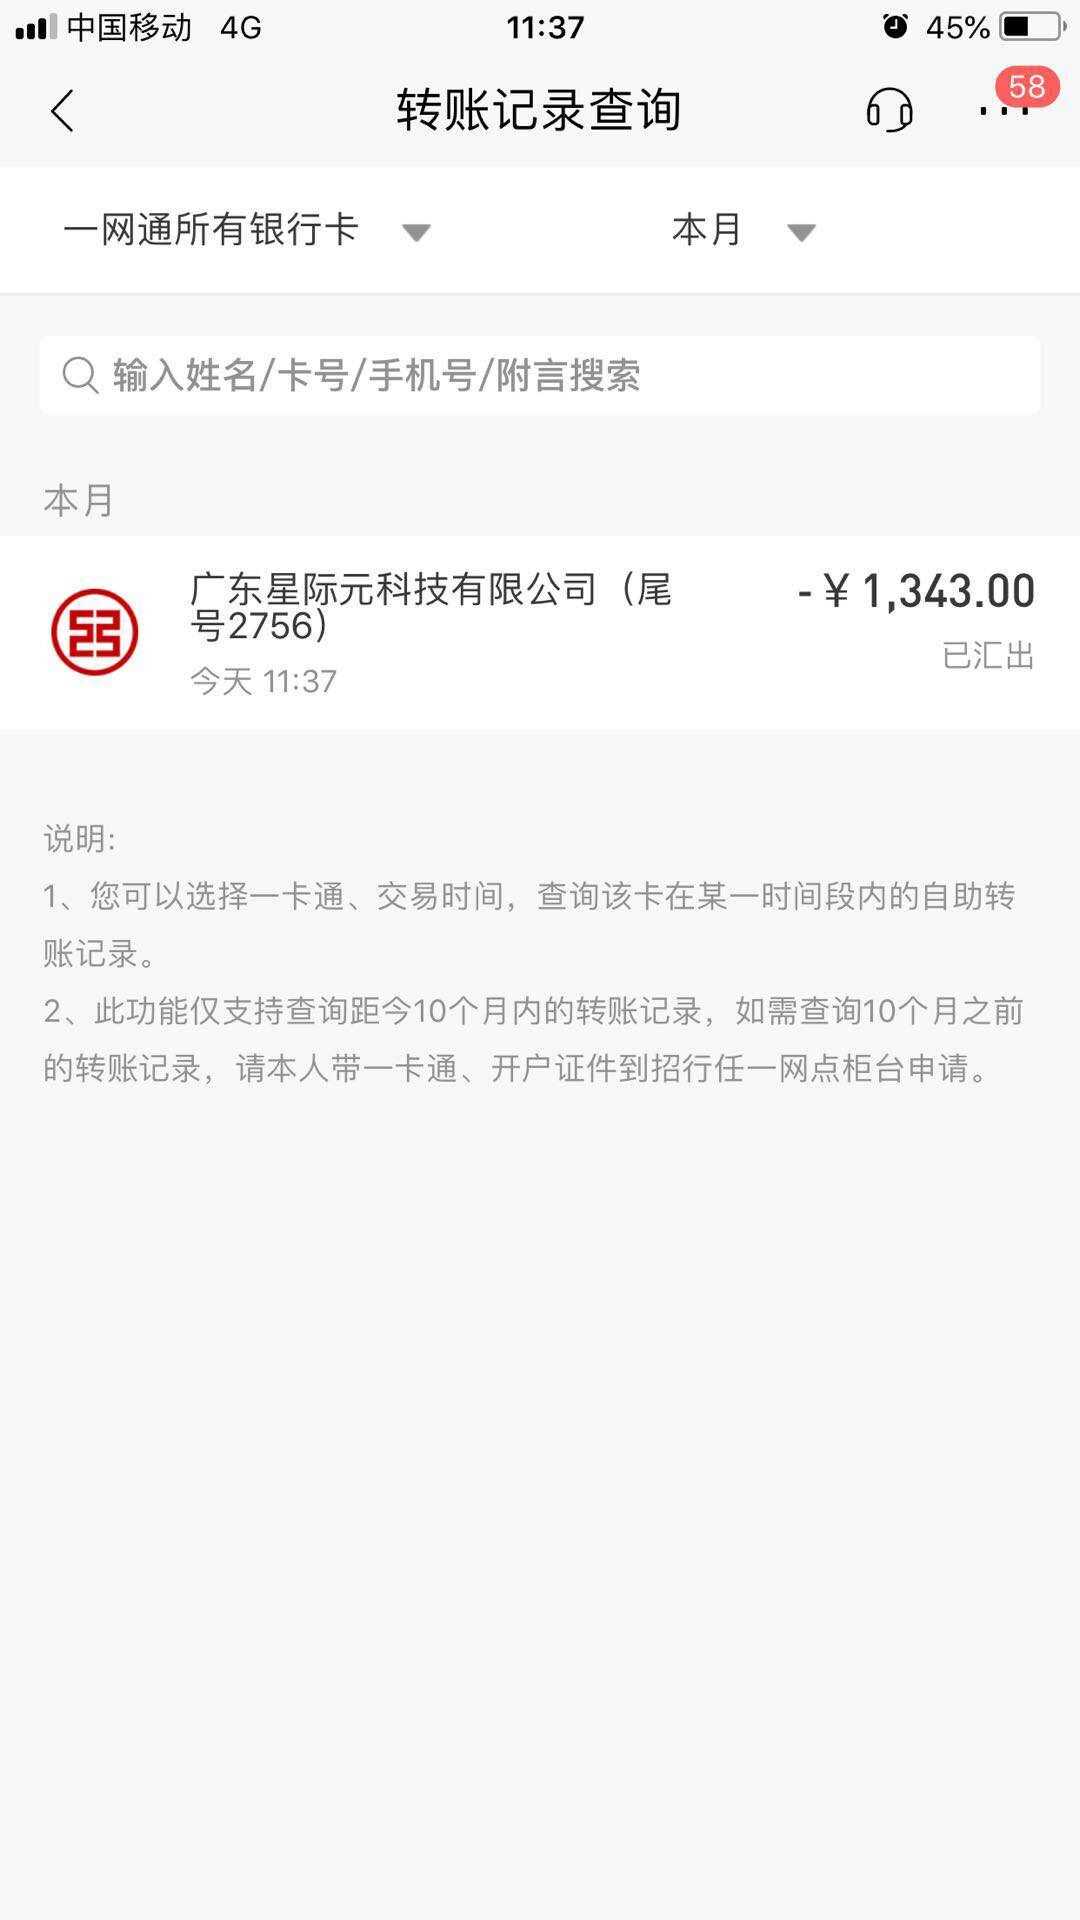 中国移动 4G 11:37 45%
转账记录查询 58
一网通所有银行卡 本月
输入姓名/卡号/手机号/附言搜索
本月
广东星际元科技有限公司（尾 -¥1,343.00
号2756）
已汇出
今天 11:37
说明:
1、您可以选择一卡通、交易时间，查询该卡在某一时间段内的自助转
账记录。
2、此功能仅支持查询距今10个月内的转账记录，如需查询10个月之前
的转账记录，请本人带一卡通、开户证件到招行任一网点柜台申请。